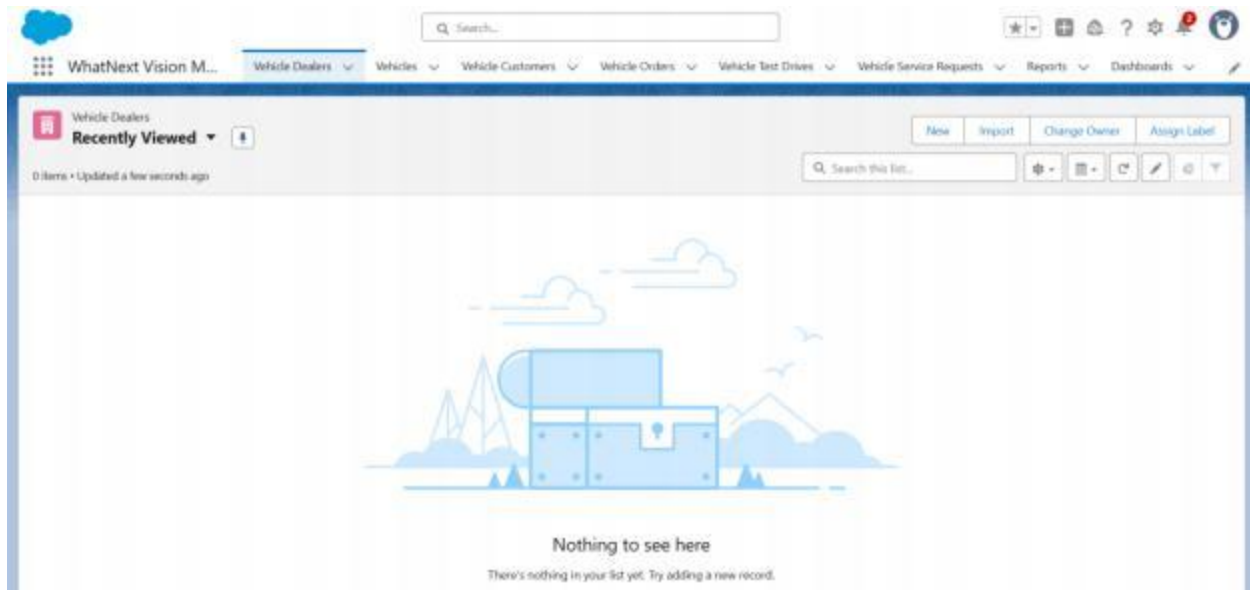 Search...
WhatNext Vision M... Vehicle Dealers Vehicles Vehicle Customers Vehicle Orders Vehicle Test Drives Vehicle Service Requests Reports Dashboards
Vehicle Dealers
Recently Viewed
New Import Change Owner Assign Label
0 items • Updated a few seconds ago
Search this list...
Nothing to see here
There's nothing in your list yet. Try adding a new record.